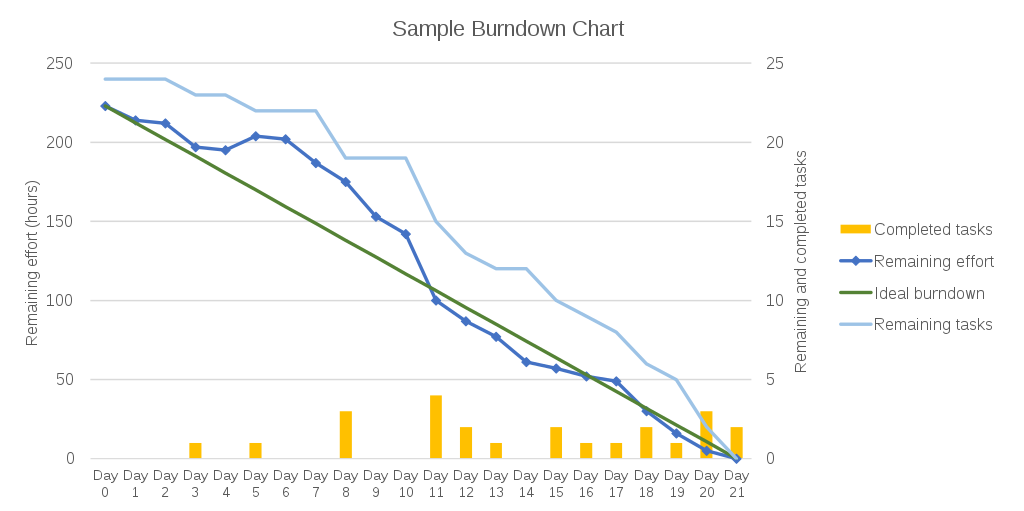 Sample Burndown Chart
250
200
150
100
50
0
Remaining effort (hours)
25
20
15
10
5
0
Remaining and completed tasks
Day Day Day Day Day Day Day Day Day Day Day Day Day Day Day Day Day Day Day Day Day Day
0 1 2 3 4 5 6 7 8 9 10 11 12 13 14 15 16 17 18 19 20 21
Completed tasks
Remaining effort
Ideal burndown
Remaining tasks